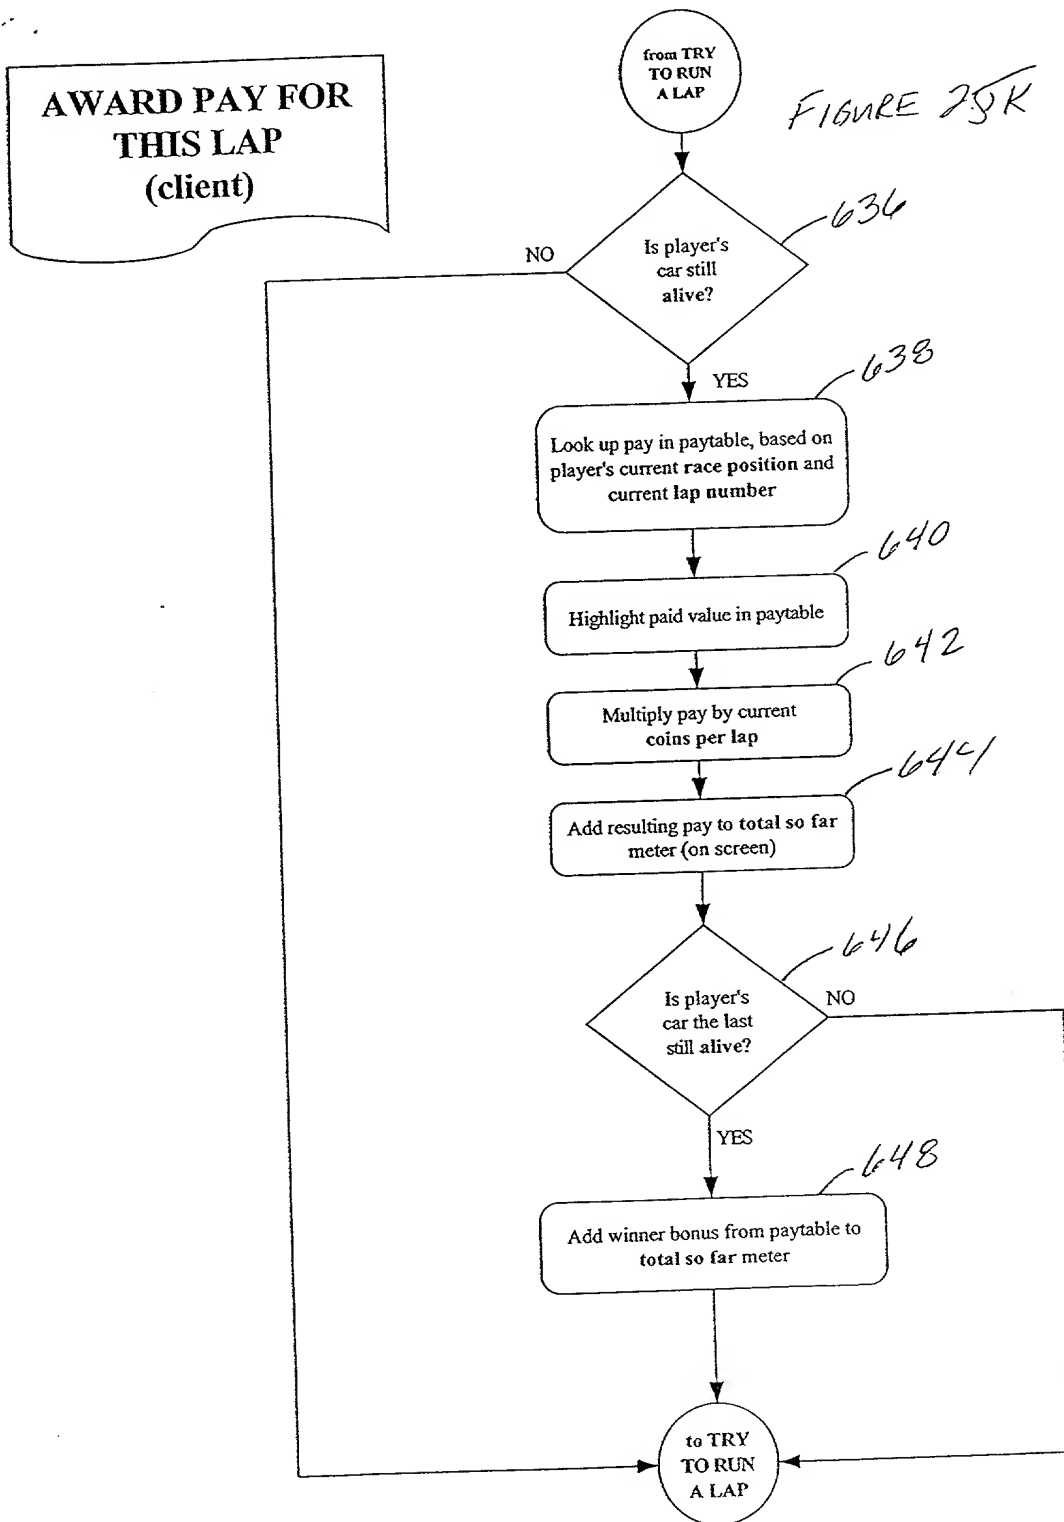 AWARD PAY FOR
THIS LAP
(client)
from TRY
TO RUN
A LAP
FIGURE 25K
636
Is player's
car still
alive?
NO
YES
638
Look up pay in paytable, based on
player's current race position and
current lap number
640
Highlight paid value in paytable
642
Multiply pay by current
coins per lap
644
Add resulting pay to total so far
meter (on screen)
646
Is player's
car the last
still alive?
NO
YES
648
Add winner bonus from paytable to
total so far meter
to TRY
TO RUN
A LAP